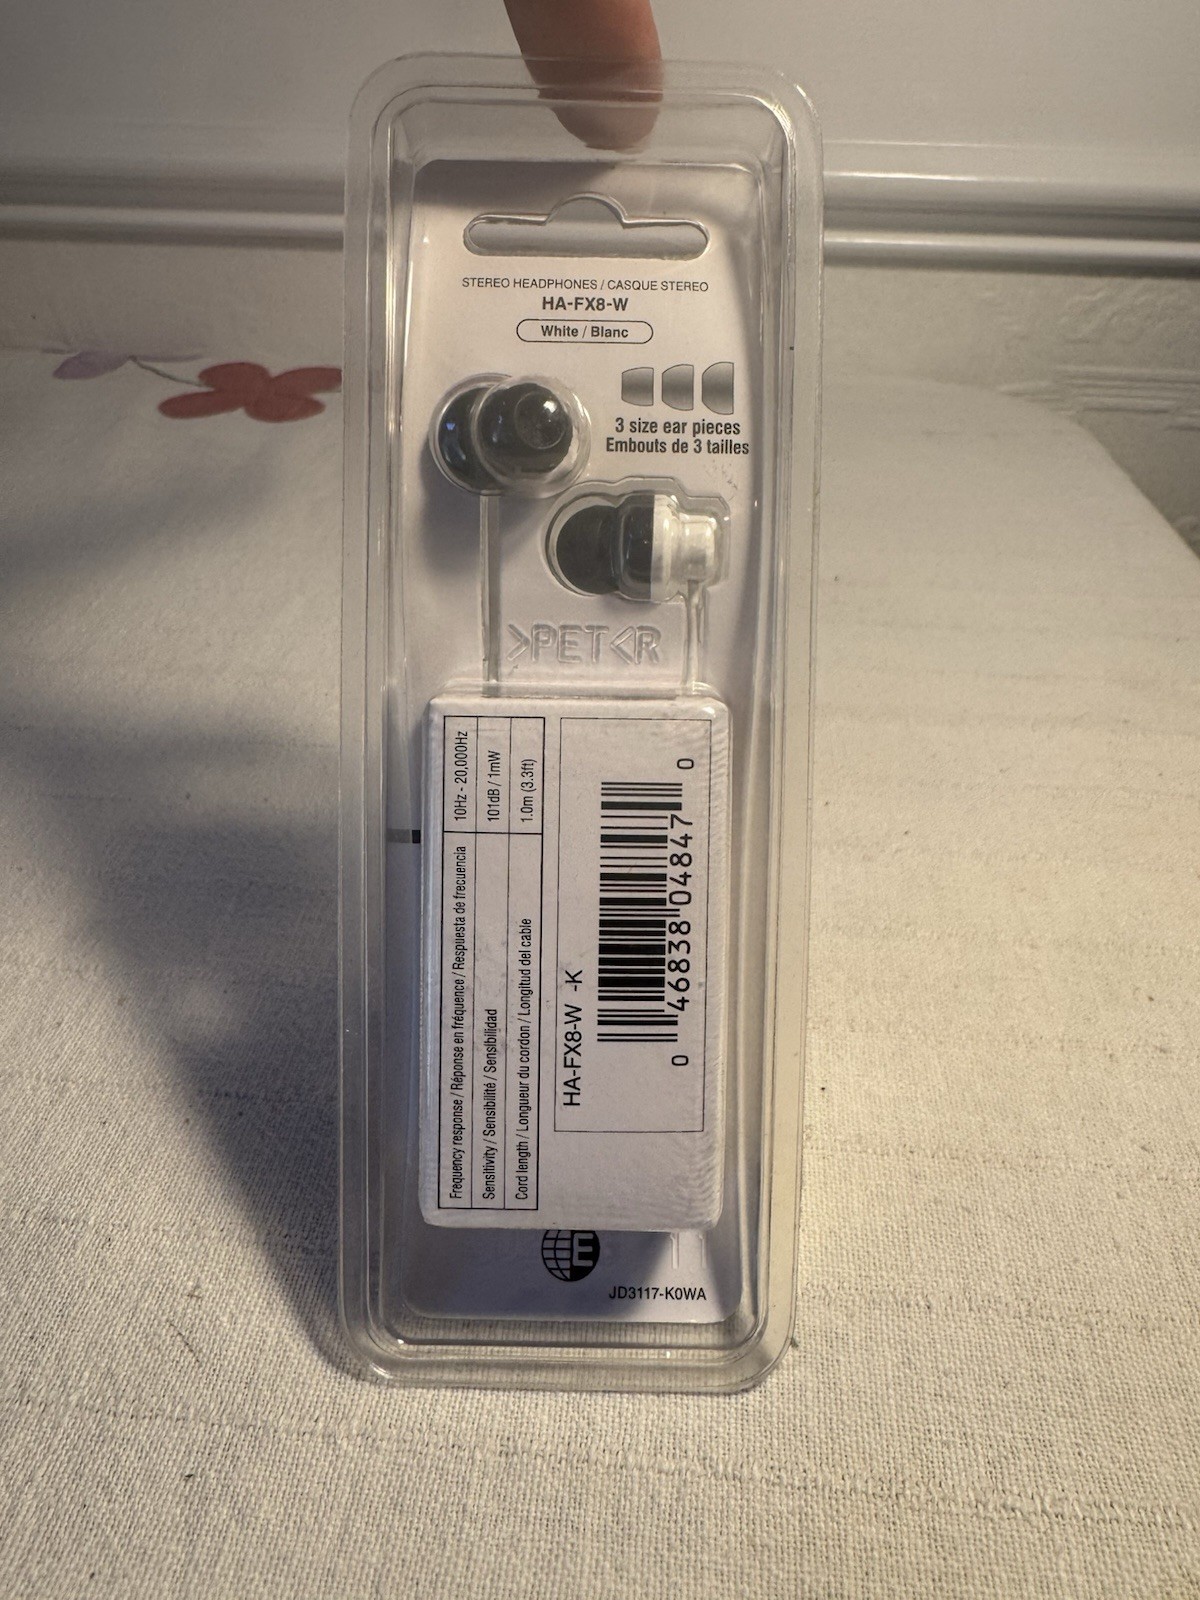 STEREO HEADPHONES / CASQUE STEREO
HA-FX8-W
White / Blanc
3 size ear pieces
Embouts de 3 tailles
>PET<R
Frequency response / Réponse en fréquence / Respuesta de frecuencia 10Hz - 20,000Hz
Sensitivity / Sensibilité / Sensibilidad 101dB / 1mW
Cord length / Longueur du cordon / Longitud del cable 1.0m (3.3ft)
HA-FX8-W -K
0 46838 04847 0
JD3117-K0WA